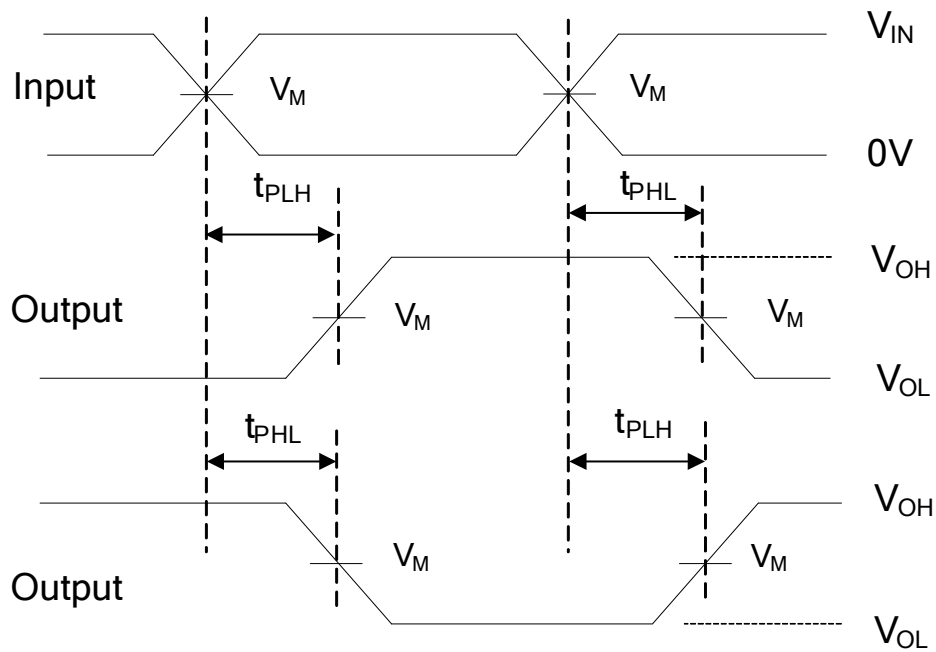 V_IN
Input V_M V_M
0V
t_PLH t_PHL
V_OH
Output V_M V_M
V_OL
t_PHL t_PLH
V_OH
V_M V_M
Output
V_OL